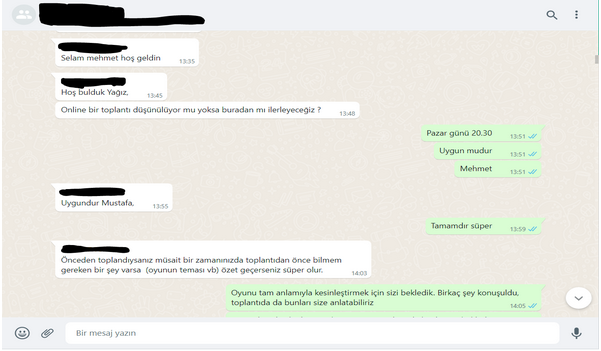 Selam mehmet hoş geldin
13:35
Hoş bulduk Yağız,
13:45
Online bir toplantı düşünülüyor mu yoksa buradan mı ilerleyeceğiz ?
13:48
Pazar günü 20.30
13:51
Uygun mudur
13:51
Mehmet
13:51
Uygundur Mustafa,
13:55
Tamamdır süper
13:59
Önceden toplandıysanız müsait bir zamanınızda toplantıdan önce bilmem
gereken bir şey varsa (oyunun teması vb) özet geçerseniz süper olur.
14:03
Oyunu tam anlamıyla kesinleştirmek için sizi bekledik. Birkaç şey konuşuldu,
toplantıda da bunları size anlatabiliriz
14:05
Bir mesaj yazın